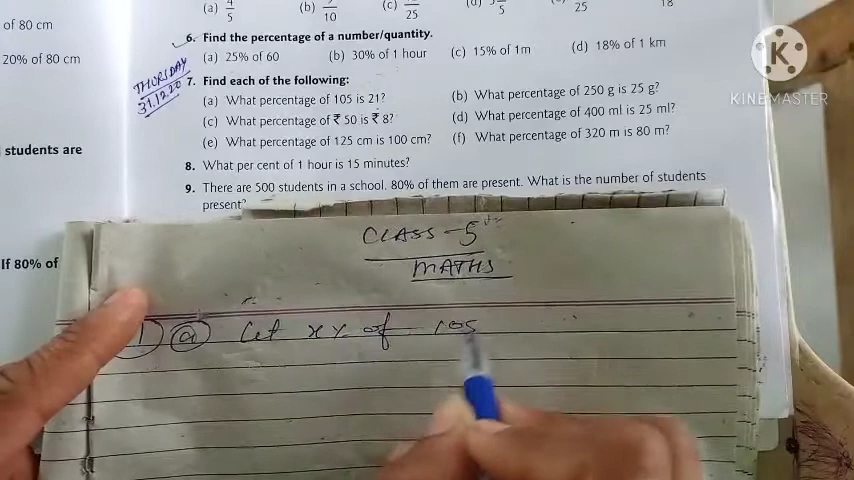 of 80 cm
20% of 80 cm
students are
If 80% of
(a) 4/5 (b) /10 (c) /25 (d) /5 25 18
6. Find the percentage of a number/quantity.
(a) 25% of 60 (b) 30% of 1 hour (c) 15% of 1m (d) 18% of 1 km
THURSDAY
31.12.20
7. Find each of the following:
(a) What percentage of 105 is 21? (b) What percentage of 250 g is 25 g?
(c) What percentage of ₹ 50 is ₹ 8? (d) What percentage of 400 ml is 25 ml?
(e) What percentage of 125 cm is 100 cm? (f) What percentage of 320 m is 80 m?
8. What per cent of 1 hour is 15 minutes?
9. There are 500 students in a school. 80% of them are present. What is the number of students
present?
KINEMASTER
CLASS - 5th
MATHS
(a) Let x% of 105